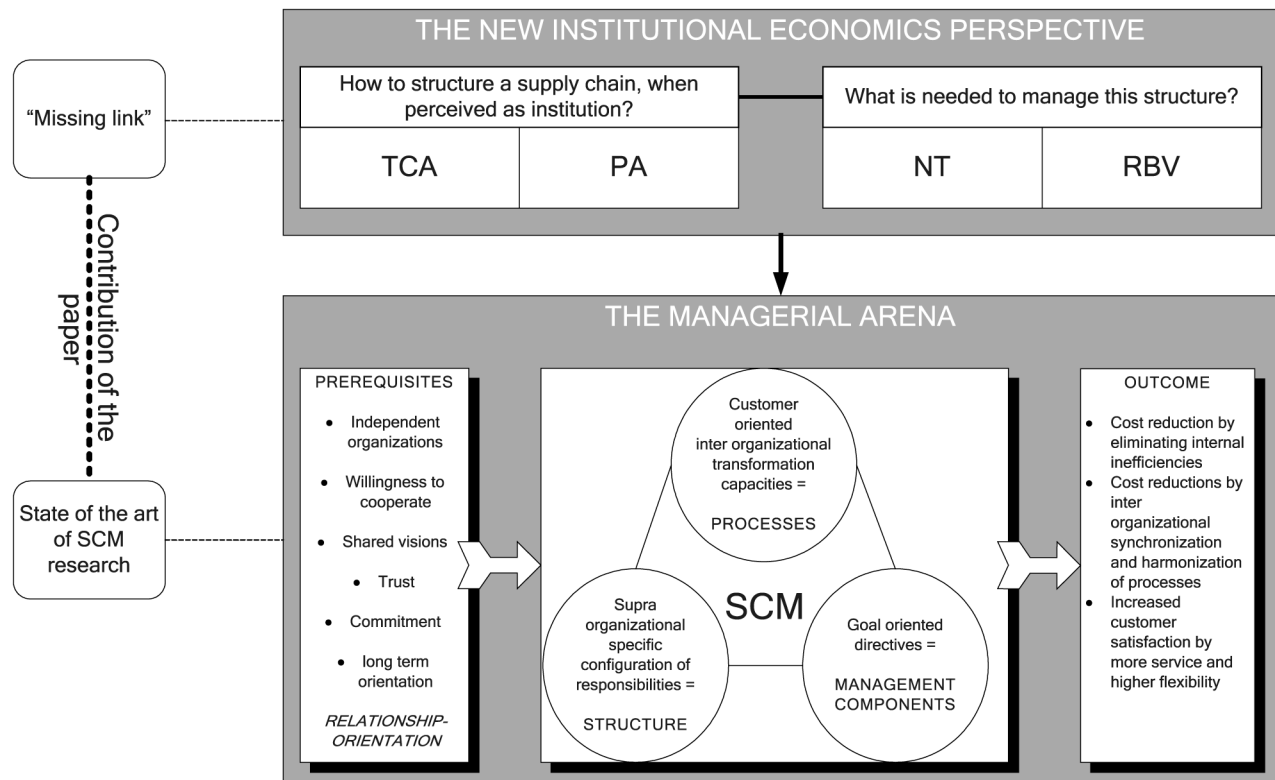 THE NEW INSTITUTIONAL ECONOMICS PERSPECTIVE
How to structure a supply chain, when
perceived as institution?
What is needed to manage this structure?
TCA
PA
NT
RBV
"Missing link"
Contribution of the
paper
State of the art
of SCM
research
THE MANAGERIAL ARENA
PREREQUISITES
• Independent
organizations
• Willingness to
cooperate
• Shared visions
• Trust
• Commitment
• long term
orientation
RELATIONSHIP-
ORIENTATION
Customer
oriented
inter organizational
transformation
capacities =
PROCESSES
SCM
Supra
organizational
specific
configuration of
responsibilities =
STRUCTURE
Goal oriented
directives =
MANAGEMENT
COMPONENTS
OUTCOME
• Cost reduction by
eliminating internal
inefficiencies
• Cost reductions by
inter
organizational
synchronization
and harmonization
of processes
• Increased
customer
satisfaction by
more service and
higher flexibility